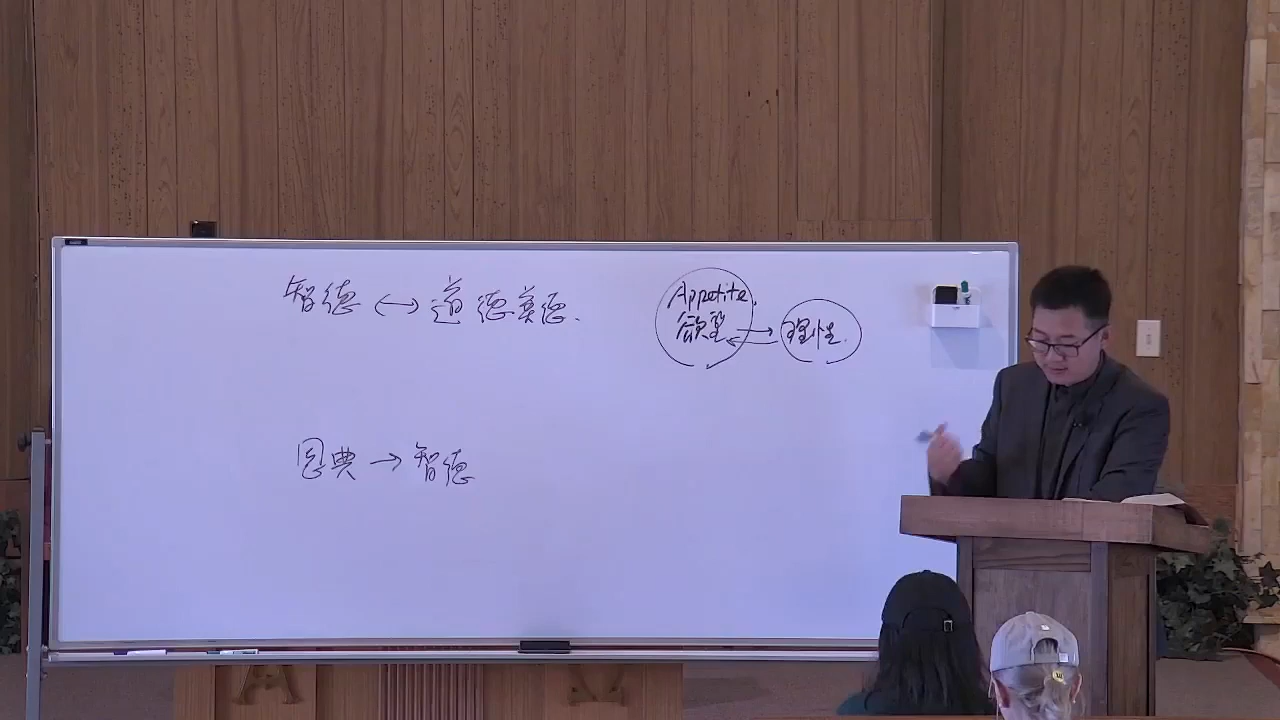 智德 ↔ 道德美德.
Appetite.
欲望 ⇄ 理性.
恩典 → 智德
A